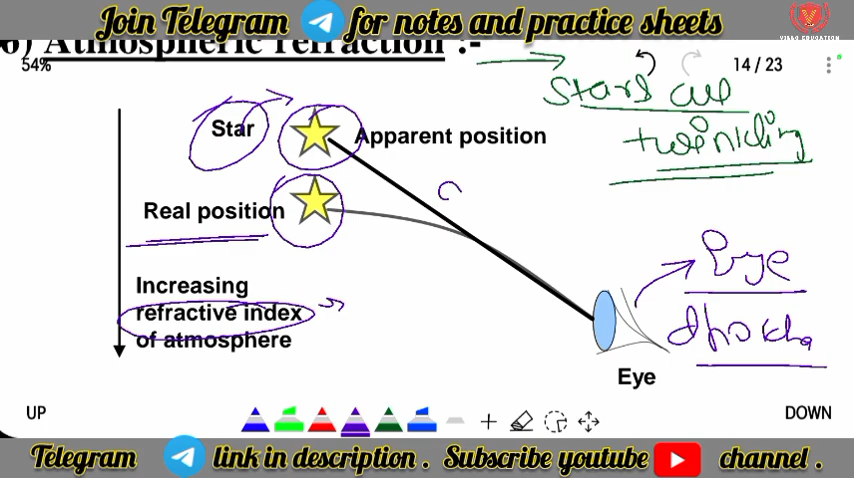 Join Telegram for notes and practice sheets
VISSO EDUCATION
6) Atmospheric refraction :-
54%
14 / 23
Stars are
twinkling
Star
Apparent position
Real position
Increasing
refractive index
of atmosphere
Eye
dhokha
Eye
UP
DOWN
Telegram link in description . Subscribe youtube channel .